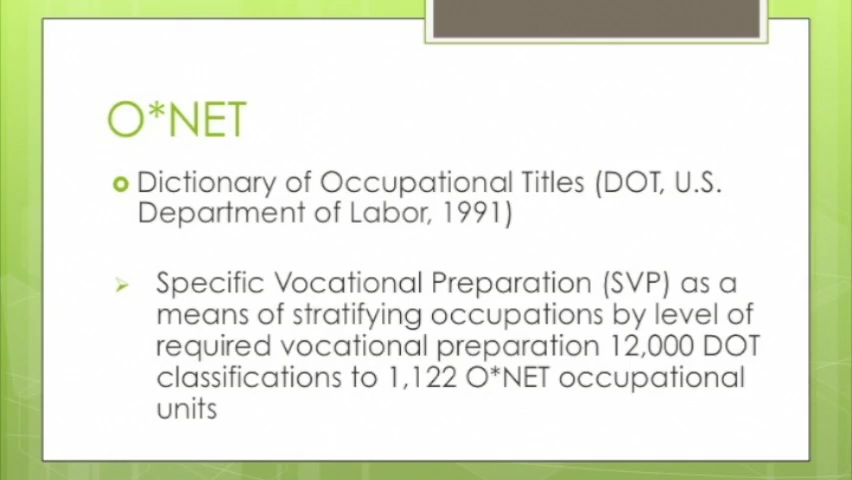 O*NET
Dictionary of Occupational Titles (DOT, U.S.
Department of Labor, 1991)
Specific Vocational Preparation (SVP) as a
means of stratifying occupations by level of
required vocational preparation 12,000 DOT
classifications to 1,122 O*NET occupational
units